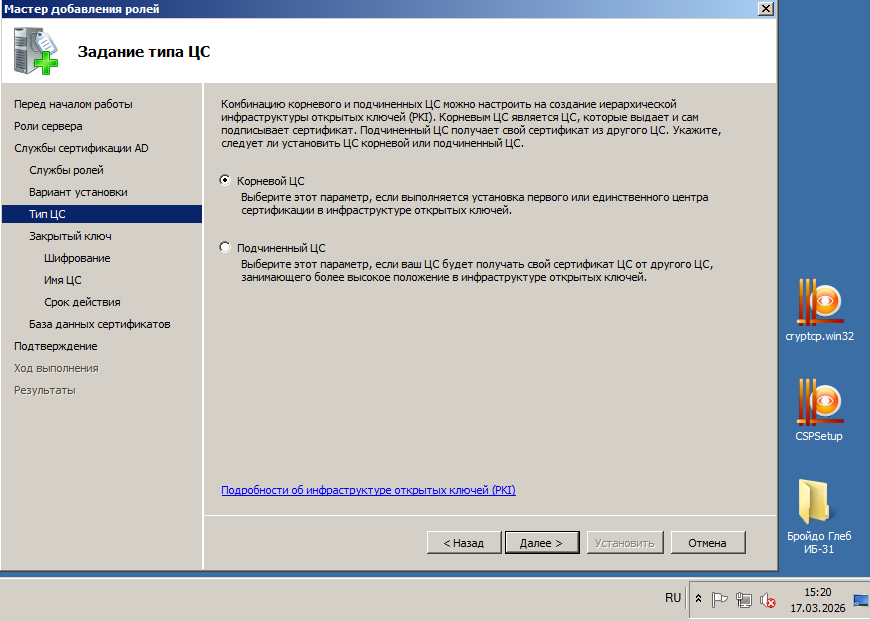 Мастер добавления ролей
Задание типа ЦС
Перед началом работы
Роли сервера
Службы сертификации AD
Службы ролей
Вариант установки
Тип ЦС
Закрытый ключ
Шифрование
Имя ЦС
Срок действия
База данных сертификатов
Подтверждение
Ход выполнения
Результаты
Комбинацию корневого и подчиненных ЦС можно настроить на создание иерархической
инфраструктуры открытых ключей (PKI). Корневым ЦС является ЦС, которые выдает и сам
подписывает сертификат. Подчиненный ЦС получает свой сертификат из другого ЦС. Укажите,
следует ли установить ЦС корневой или подчиненный ЦС.
Корневой ЦС
Выберите этот параметр, если выполняется установка первого или единственного центра
сертификации в инфраструктуре открытых ключей.
Подчиненный ЦС
Выберите этот параметр, если ваш ЦС будет получать свой сертификат ЦС от другого ЦС,
занимающего более высокое положение в инфраструктуре открытых ключей.
Подробности об инфраструктуре открытых ключей (PKI)
< Назад
Далее >
Установить
Отмена
cryptcp.win32
CSPSetup
Бройдо Глеб
ИБ-31
RU
15:20
17.03.2026